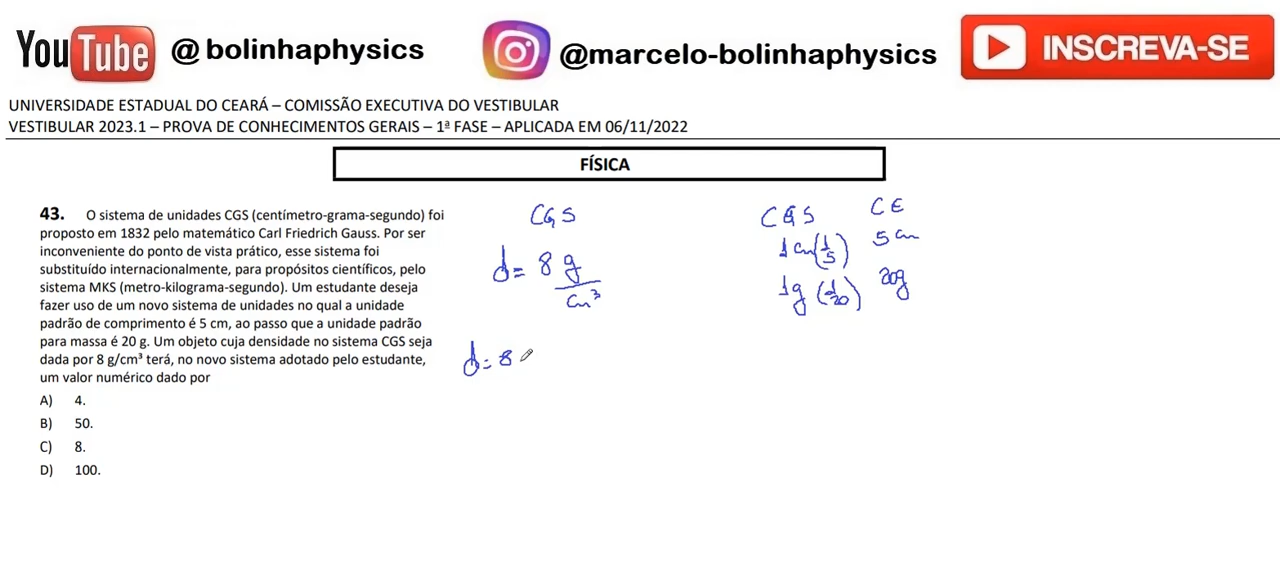 YouTube @bolinhaphysics @marcelo-bolinhaphysics INSCREVA-SE
UNIVERSIDADE ESTADUAL DO CEARÁ – COMISSÃO EXECUTIVA DO VESTIBULAR
VESTIBULAR 2023.1 – PROVA DE CONHECIMENTOS GERAIS – 1ª FASE – APLICADA EM 06/11/2022
FÍSICA
43. O sistema de unidades CGS (centímetro-grama-segundo) foi
proposto em 1832 pelo matemático Carl Friedrich Gauss. Por ser
inconveniente do ponto de vista prático, esse sistema foi
substituído internacionalmente, para propósitos científicos, pelo
sistema MKS (metro-kilograma-segundo). Um estudante deseja
fazer uso de um novo sistema de unidades no qual a unidade
padrão de comprimento é 5 cm, ao passo que a unidade padrão
para massa é 20 g. Um objeto cuja densidade no sistema CGS seja
dada por 8 g/cm³ terá, no novo sistema adotado pelo estudante,
um valor numérico dado por
A) 4.
B) 50.
C) 8.
D) 100.
CGS
d = 8 g
cm³
d = 8
CGS CE
1 cm (1/5) 5 cm
1g (1/20) 20g